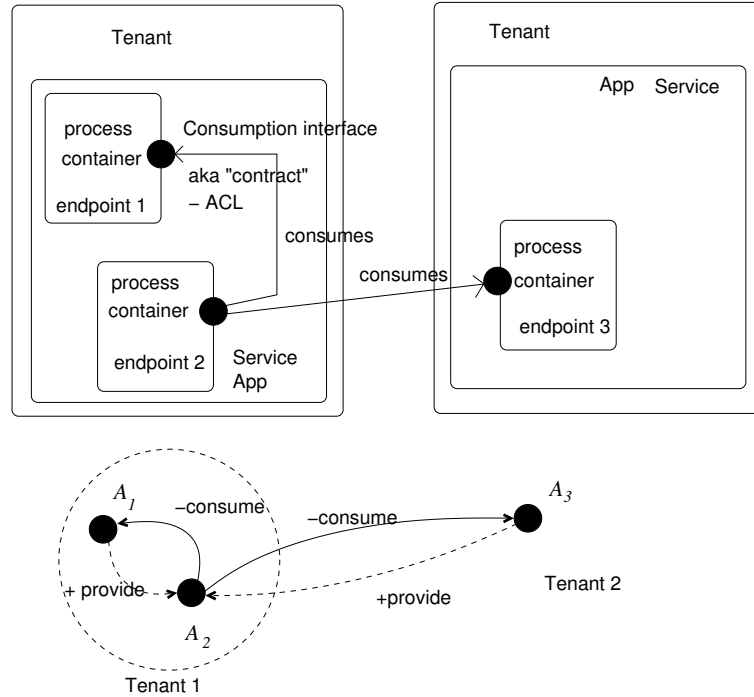 Tenant
process
container
endpoint 1
Consumption interface
aka "contract"
– ACL
consumes
process
container
endpoint 2
Service
App
Tenant
App Service
consumes
process
container
endpoint 3
A1
–consume
+ provide
A2
Tenant 1
–consume
+provide
A3
Tenant 2